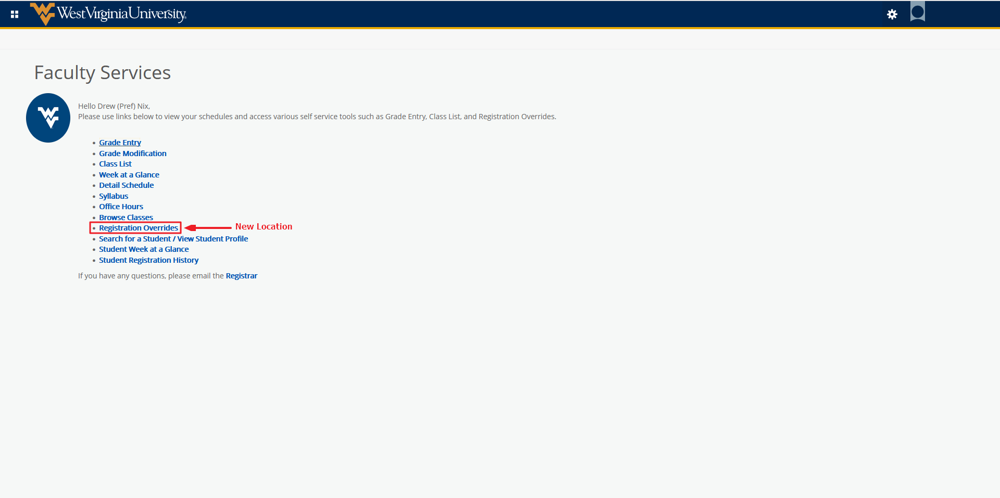 WestVirginiaUniversity
Faculty Services
Hello Drew (Pref) Nix,
Please use links below to view your schedules and access various self service tools such as Grade Entry, Class List, and Registration Overrides.
Grade Entry
Grade Modification
Class List
Week at a Glance
Detail Schedule
Syllabus
Office Hours
Browse Classes
Registration Overrides New Location
Search for a Student / View Student Profile
Student Week at a Glance
Student Registration History
If you have any questions, please email the Registrar